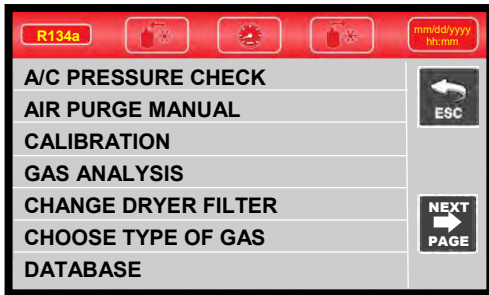 R134a
mm/dd/yyyy
hh:mm
A/C PRESSURE CHECK
AIR PURGE MANUAL
CALIBRATION
GAS ANALYSIS
CHANGE DRYER FILTER
CHOOSE TYPE OF GAS
DATABASE
ESC
NEXT
PAGE